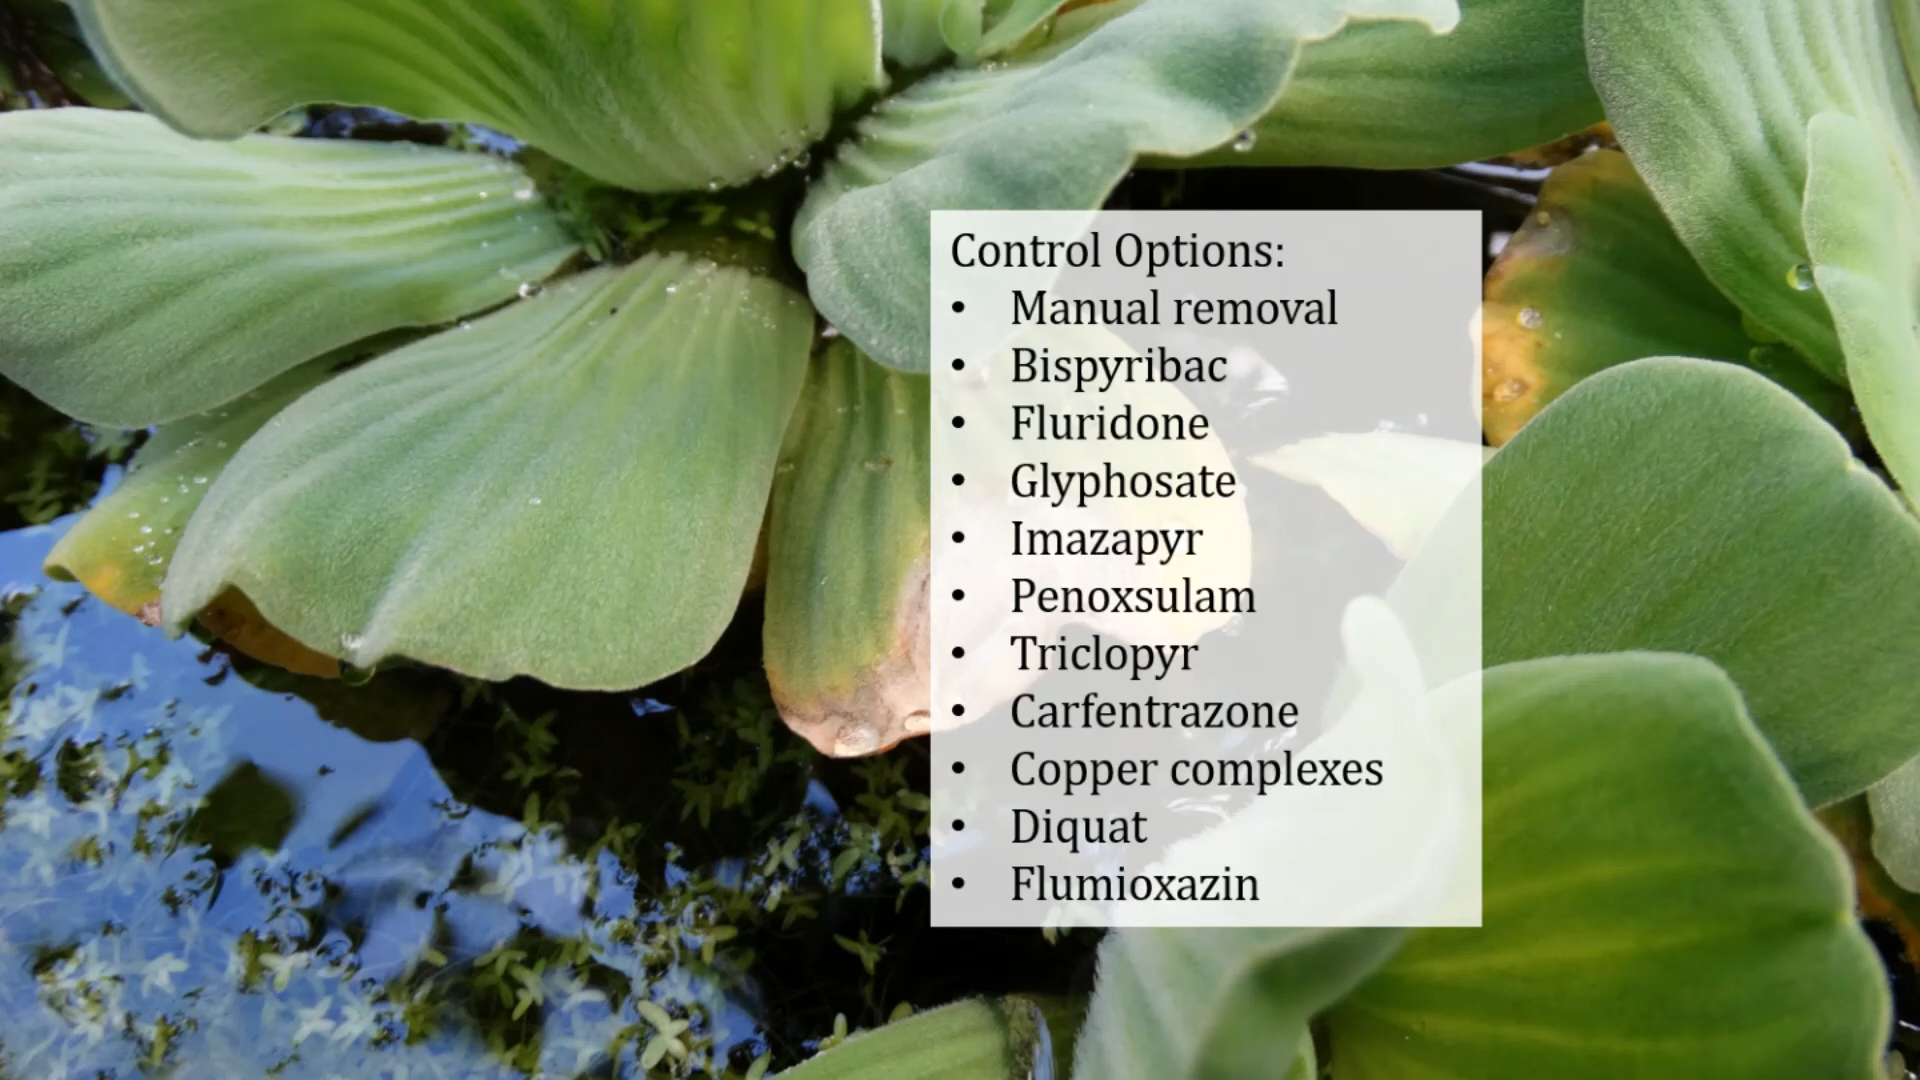 Control Options:
• Manual removal
• Bispyribac
• Fluridone
• Glyphosate
• Imazapyr
• Penoxsulam
• Triclopyr
• Carfentrazone
• Copper complexes
• Diquat
• Flumioxazin